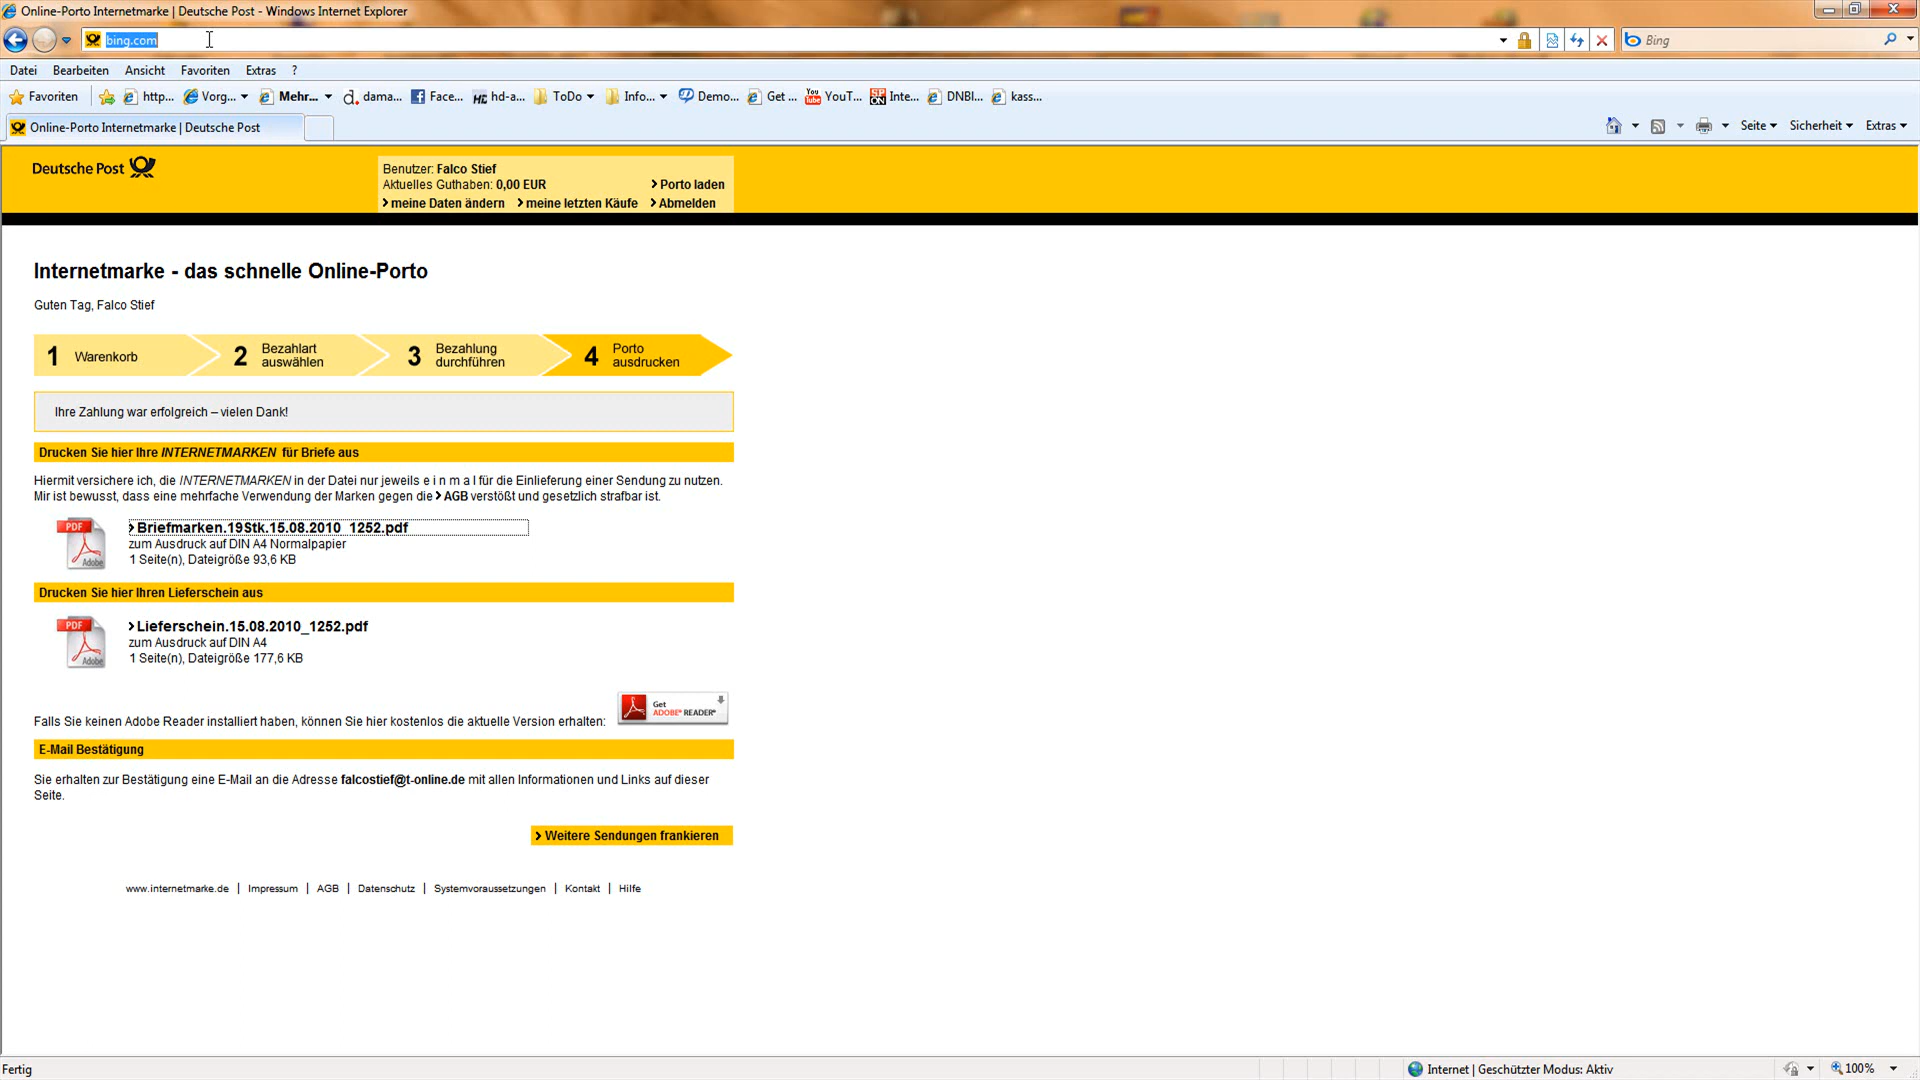 Online-Porto Internetmarke | Deutsche Post - Windows Internet Explorer
bing.com
Bing
Datei Bearbeiten Ansicht Favoriten Extras ?
Favoriten http... Vorg... Mehr... dama... Face... hd-a... ToDo Info... Demo... Get ... YouT... Inte... DNBI... kass...
Online-Porto Internetmarke | Deutsche Post
Seite Sicherheit Extras
Deutsche Post
Benutzer: Falco Stief
Aktuelles Guthaben: 0,00 EUR Porto laden
meine Daten ändern meine letzten Käufe Abmelden
Internetmarke - das schnelle Online-Porto
Guten Tag, Falco Stief
1 Warenkorb
2 Bezahlart
auswählen
3 Bezahlung
durchführen
4 Porto
ausdrucken
Ihre Zahlung war erfolgreich – vielen Dank!
Drucken Sie hier Ihre INTERNETMARKEN für Briefe aus
Hiermit versichere ich, die INTERNETMARKEN in der Datei nur jeweils e i n m a l für die Einlieferung einer Sendung zu nutzen.
Mir ist bewusst, dass eine mehrfache Verwendung der Marken gegen die AGB verstößt und gesetzlich strafbar ist.
PDF
Adobe
Briefmarken.19Stk.15.08.2010_1252.pdf
zum Ausdruck auf DIN A4 Normalpapier
1 Seite(n), Dateigröße 93,6 KB
Drucken Sie hier Ihren Lieferschein aus
PDF
Adobe
Lieferschein.15.08.2010_1252.pdf
zum Ausdruck auf DIN A4
1 Seite(n), Dateigröße 177,6 KB
Get
ADOBE® READER®
Falls Sie keinen Adobe Reader installiert haben, können Sie hier kostenlos die aktuelle Version erhalten:
E-Mail Bestätigung
Sie erhalten zur Bestätigung eine E-Mail an die Adresse falcostief@t-online.de mit allen Informationen und Links auf dieser
Seite.
Weitere Sendungen frankieren
www.internetmarke.de | Impressum | AGB | Datenschutz | Systemvoraussetzungen | Kontakt | Hilfe
Fertig
Internet | Geschützter Modus: Aktiv
100%